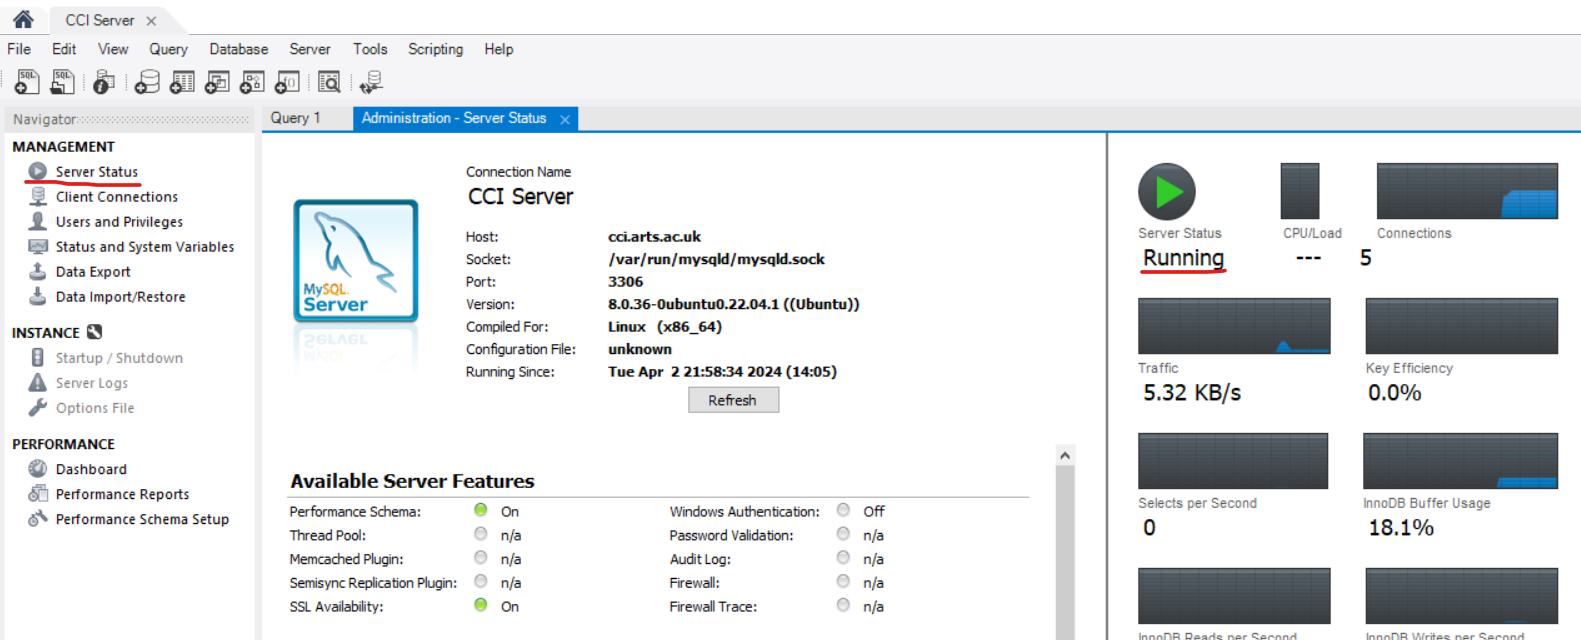 CCI Server ×
File Edit View Query Database Server Tools Scripting Help
SQL SQL
Navigator
MANAGEMENT
Server Status
Client Connections
Users and Privileges
Status and System Variables
Data Export
Data Import/Restore
INSTANCE
Startup / Shutdown
Server Logs
Options File
PERFORMANCE
Dashboard
Performance Reports
Performance Schema Setup
Query 1 Administration - Server Status ×
MySQL
Server
Connection Name
CCI Server
Host: cci.arts.ac.uk
Socket: /var/run/mysqld/mysqld.sock
Port: 3306
Version: 8.0.36-0ubuntu0.22.04.1 ((Ubuntu))
Compiled For: Linux (x86_64)
Configuration File: unknown
Running Since: Tue Apr 2 21:58:34 2024 (14:05)
Refresh
Available Server Features
Performance Schema: On Windows Authentication: Off
Thread Pool: n/a Password Validation: n/a
Memcached Plugin: n/a Audit Log: n/a
Semisync Replication Plugin: n/a Firewall: n/a
SSL Availability: On Firewall Trace: n/a
Server Status CPU/Load Connections
Running --- 5
Traffic Key Efficiency
5.32 KB/s 0.0%
Selects per Second InnoDB Buffer Usage
0 18.1%
InnoDB Reads per Second InnoDB Writes per Second